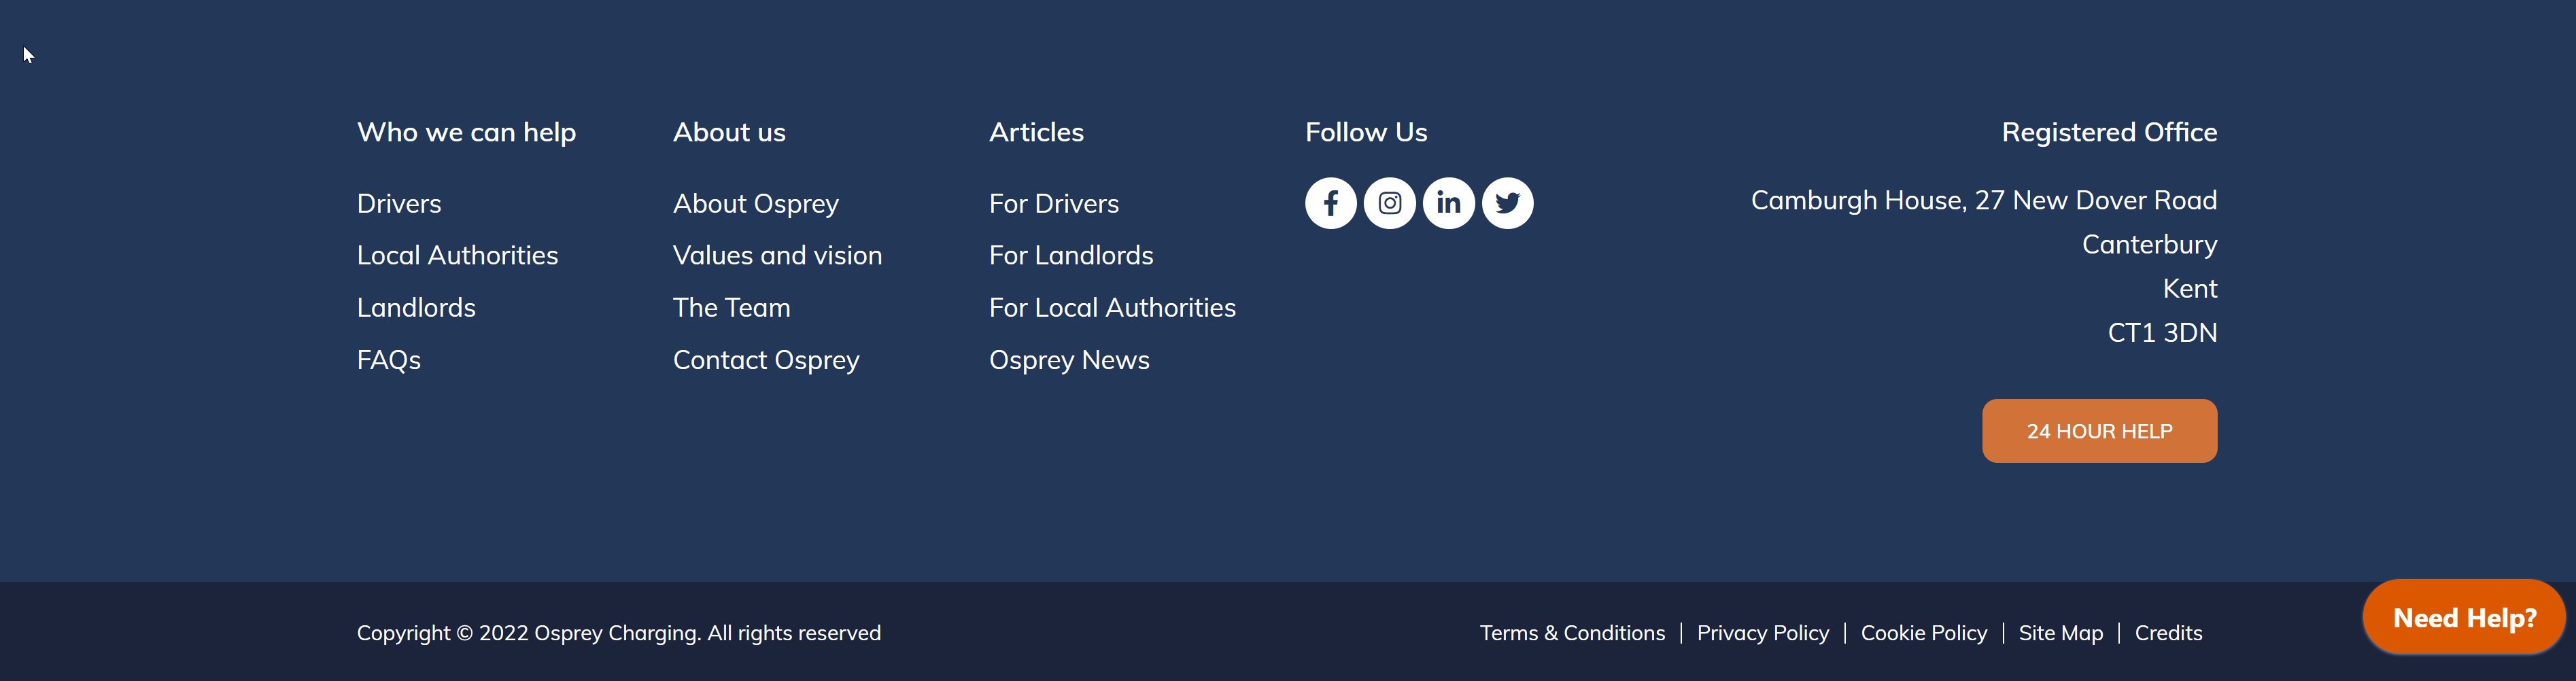 Who we can help
Drivers
Local Authorities
Landlords
FAQs
About us
About Osprey
Values and vision
The Team
Contact Osprey
Articles
For Drivers
For Landlords
For Local Authorities
Osprey News
Follow Us
Registered Office
Camburgh House, 27 New Dover Road
Canterbury
Kent
CT1 3DN
24 HOUR HELP
Copyright © 2022 Osprey Charging. All rights reserved
Terms & Conditions | Privacy Policy | Cookie Policy | Site Map | Credits
Need Help?